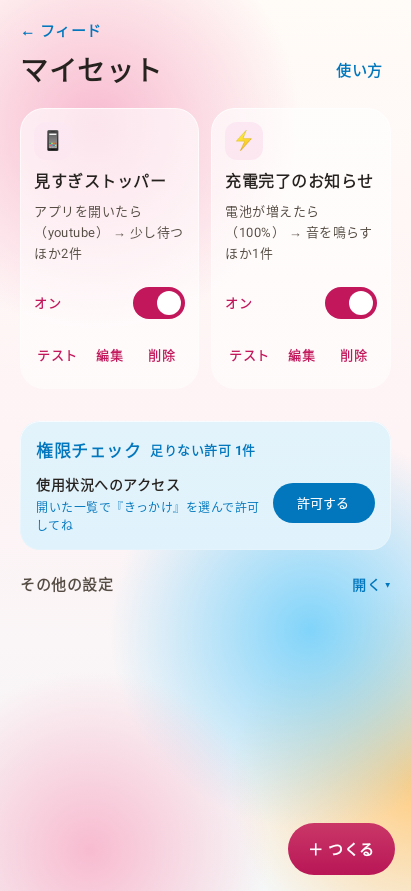 ← フィード
マイセット
使い方
見すぎストッパー
アプリを開いたら
（youtube） → 少し待つ
ほか2件
オン
テスト 編集 削除
充電完了のお知らせ
電池が増えたら
（100%） → 音を鳴らす
ほか1件
オン
テスト 編集 削除
権限チェック 足りない許可 1件
使用状況へのアクセス
開いた一覧で『きっかけ』を選んで許可
してね
許可する
その他の設定
開く ▾
＋ つくる